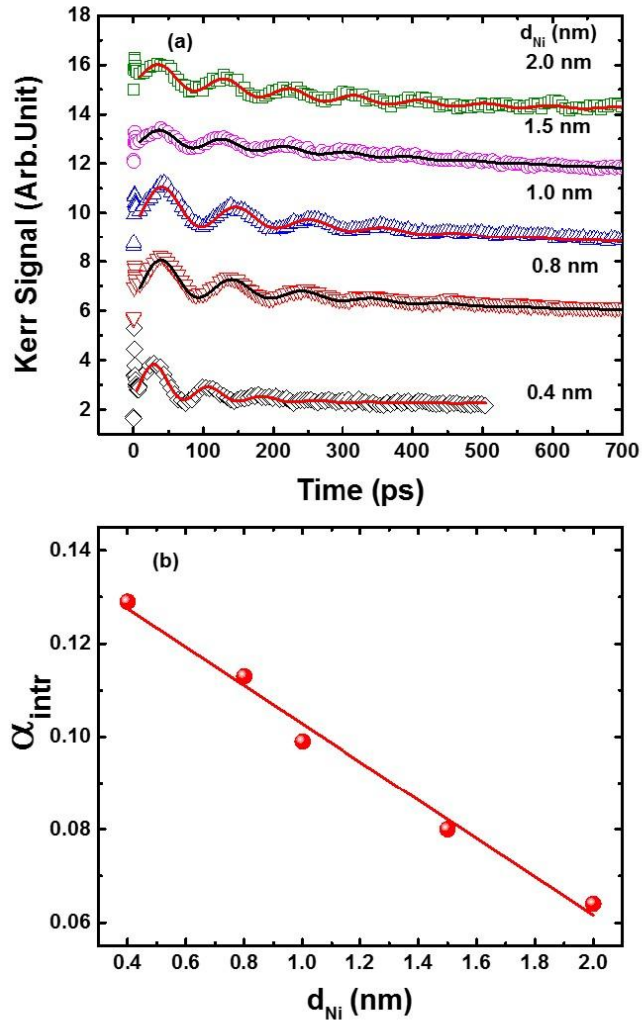 (a)
d_Ni (nm)
2.0 nm
1.5 nm
1.0 nm
0.8 nm
0.4 nm
18
16
14
12
10
8
6
4
2
Kerr Signal (Arb.Unit)
0 100 200 300 400 500 600 700
Time (ps)
(b)
0.14
0.12
0.10
0.08
0.06
α_intr
0.4 0.6 0.8 1.0 1.2 1.4 1.6 1.8 2.0
d_Ni (nm)